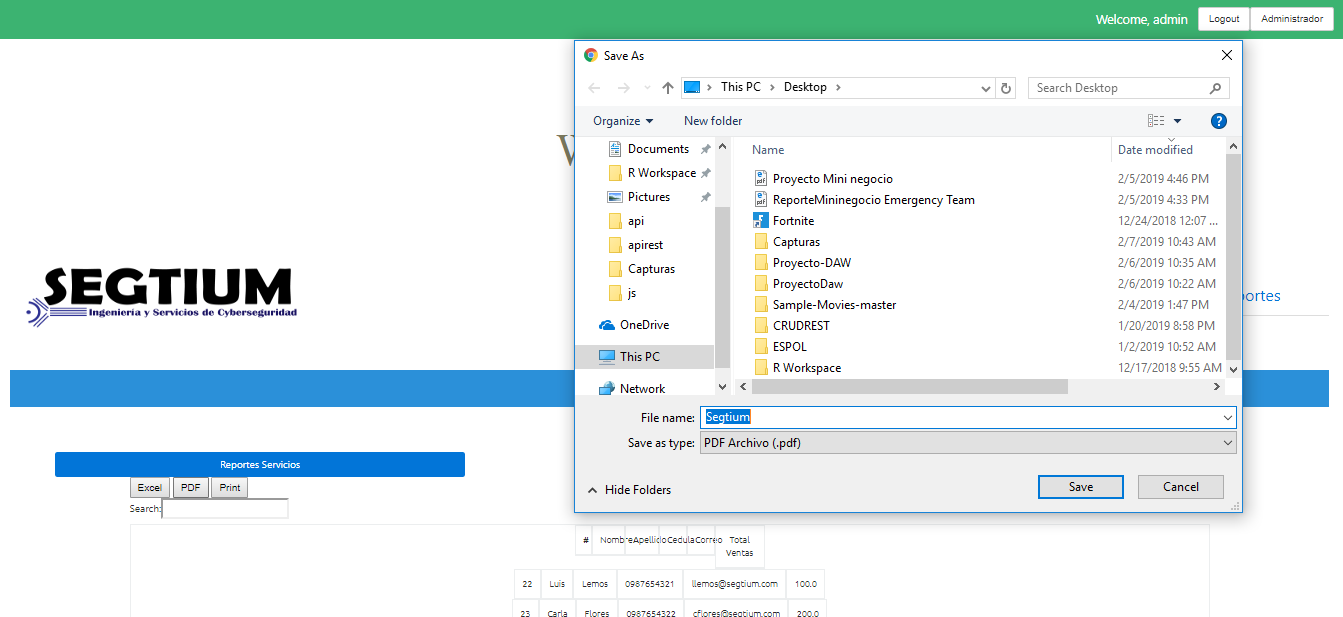 Welcome, admin
Logout
Administrador
Save As
This PC
Desktop
Search Desktop
Organize
New folder
Documents
R Workspace
Pictures
api
apirest
Capturas
js
OneDrive
This PC
Network
Name
Date modified
Proyecto Mini negocio 2/5/2019 4:46 PM
ReporteMininegocio Emergency Team 2/5/2019 4:33 PM
Fortnite 12/24/2018 12:07 ...
Capturas 2/7/2019 10:43 AM
Proyecto-DAW 2/6/2019 10:35 AM
ProyectoDaw 2/6/2019 10:22 AM
Sample-Movies-master 2/4/2019 1:47 PM
CRUDREST 1/20/2019 8:58 PM
ESPOL 1/2/2019 10:52 AM
R Workspace 12/17/2018 9:55 AM
File name: Segtium
Save as type: PDF Archivo (.pdf)
Hide Folders
Save
Cancel
W
SEGTIUM
Ingeniería y Servicios de Cyberseguridad
ortes
Reportes Servicios
Excel
PDF
Print
Search:
# Nombre Apellido Cedula Correo Total
Ventas
22 Luis Lemos 0987654321 llemos@segtium.com 100.0
23 Carla Flores 0987654322 cflores@segtium.com 200.0